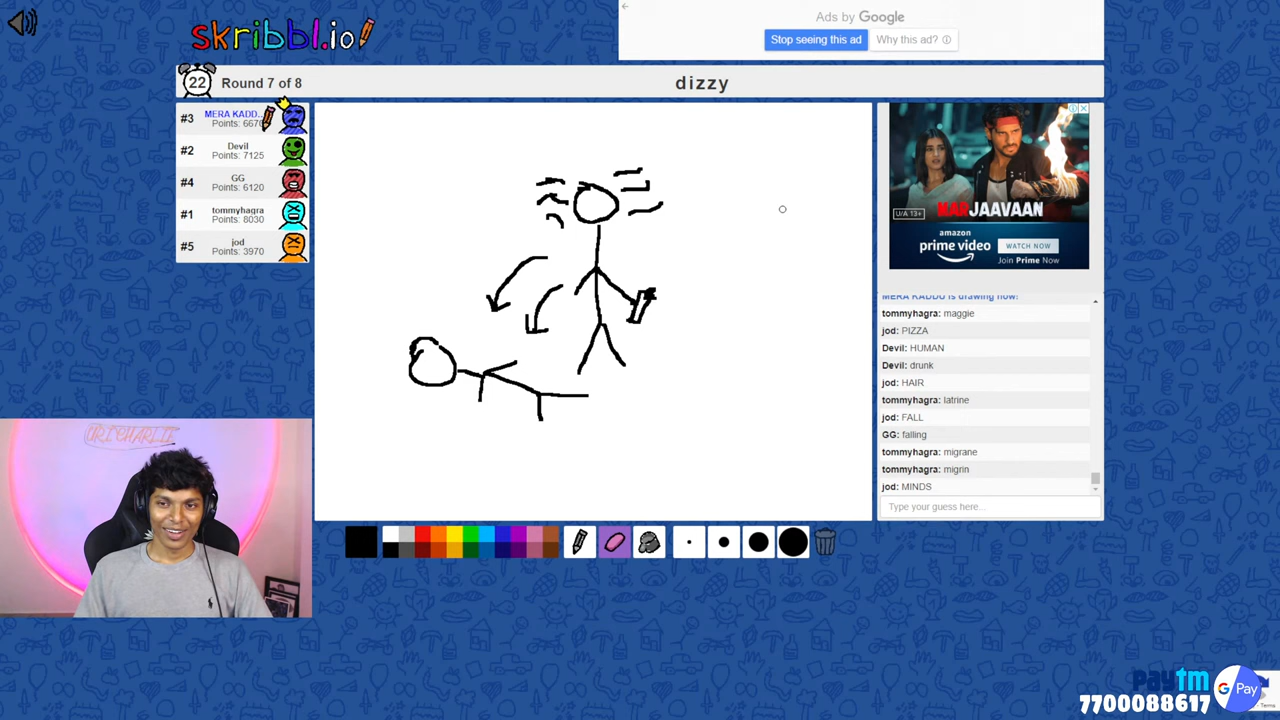 skribbl.io
Ads by Google
Stop seeing this ad
Why this ad?
22
Round 7 of 8
dizzy
#3
MERA KADD...
Points: 6670
#2
Devil
Points: 7125
#4
GG
Points: 6120
#1
tommyhagra
Points: 8030
#5
jod
Points: 3970
U/A 13+
MARJAAVAAN
amazon
prime video
WATCH NOW
Join Prime Now
MERA KADDU is drawing now!
tommyhagra: maggie
jod: PIZZA
Devil: HUMAN
Devil: drunk
jod: HAIR
tommyhagra: latrine
jod: FALL
GG: falling
tommyhagra: migrane
tommyhagra: migrin
jod: MINDS
Type your guess here...
paytm
7700088617
G Pay
Terms